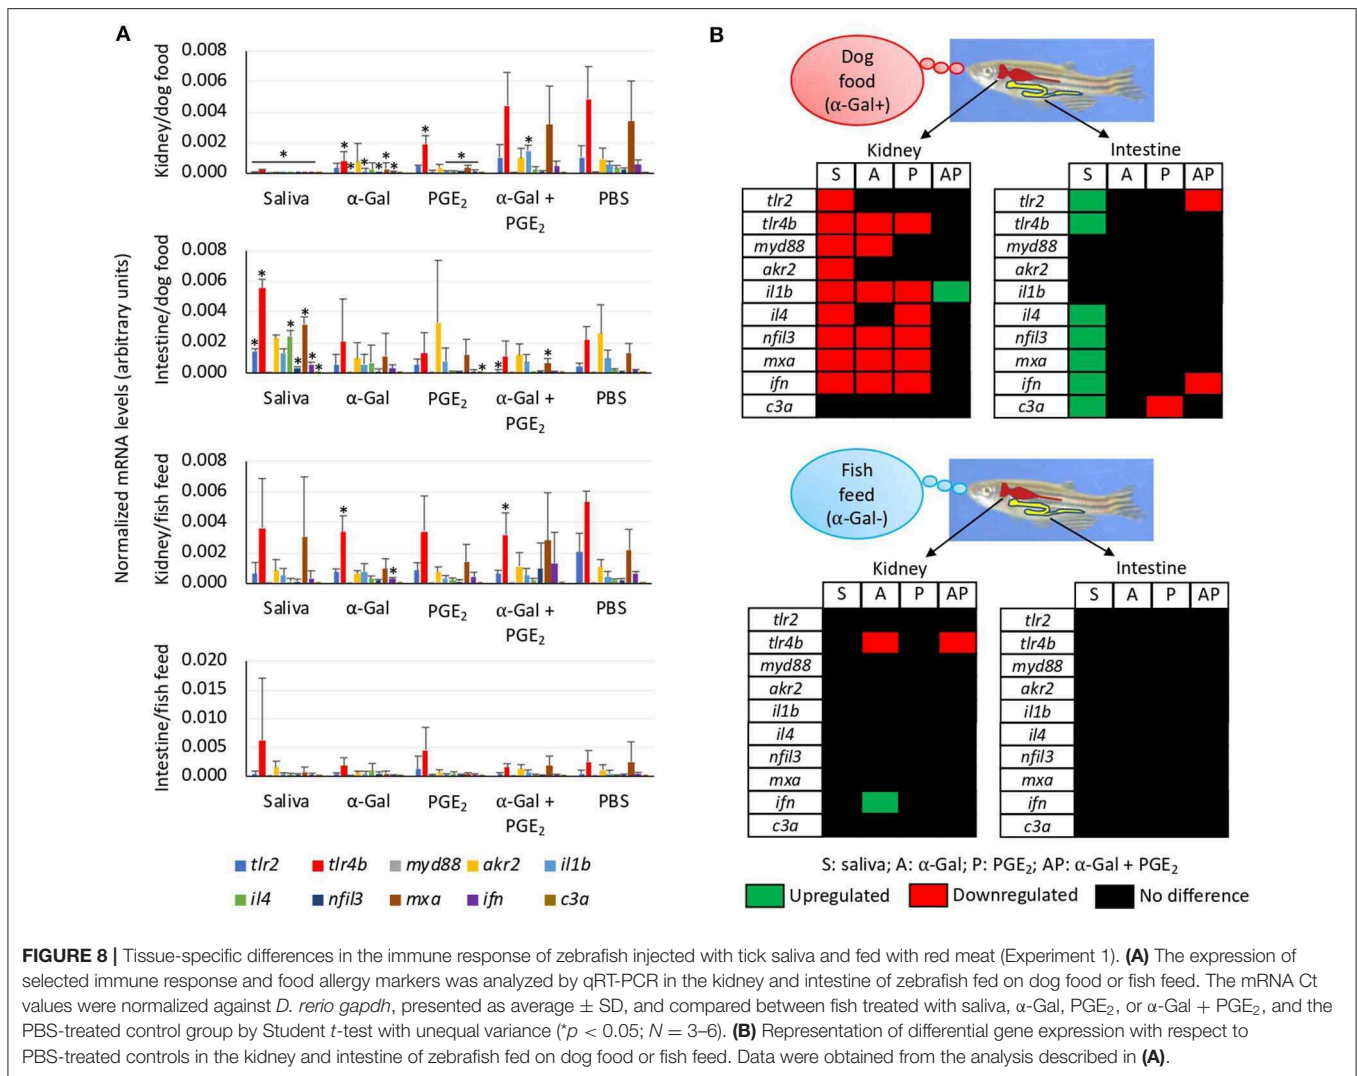 A
Normalized mRNA levels (arbitrary units)
Kidney/dog food
0.008
0.006
0.004
0.002
0.000
* * * * * * * * * *
Saliva α-Gal PGE₂ α-Gal + PBS
PGE₂
Intestine/dog food
0.008
0.006
0.004
0.002
0.000
* * * * * * * * * *
Saliva α-Gal PGE₂ α-Gal + PBS
PGE₂
Kidney/fish feed
0.008
0.006
0.004
0.002
0.000
* * *
Saliva α-Gal PGE₂ α-Gal + PBS
PGE₂
Intestine/fish feed
0.020
0.015
0.010
0.005
0.000
Saliva α-Gal PGE₂ α-Gal + PBS
PGE₂
tlr2 tlr4b myd88 akr2 il1b
il4 nfil3 mxa ifn c3a
B
Dog
food
(α-Gal+)
Kidney
S A P AP
tlr2
tlr4b
myd88
akr2
il1b
il4
nfil3
mxa
ifn
c3a
Intestine
S A P AP
tlr2
tlr4b
myd88
akr2
il1b
il4
nfil3
mxa
ifn
c3a
Fish
feed
(α-Gal-)
Kidney
S A P AP
tlr2
tlr4b
myd88
akr2
il1b
il4
nfil3
mxa
ifn
c3a
Intestine
S A P AP
tlr2
tlr4b
myd88
akr2
il1b
il4
nfil3
mxa
ifn
c3a
S: saliva; A: α-Gal; P: PGE₂; AP: α-Gal + PGE₂
Upregulated Downregulated No difference
FIGURE 8 | Tissue-specific differences in the immune response of zebrafish injected with tick saliva and fed with red meat (Experiment 1). (A) The expression of
selected immune response and food allergy markers was analyzed by qRT-PCR in the kidney and intestine of zebrafish fed on dog food or fish feed. The mRNA Ct
values were normalized against D. rerio gapdh, presented as average ± SD, and compared between fish treated with saliva, α-Gal, PGE₂, or α-Gal + PGE₂, and the
PBS-treated control group by Student t-test with unequal variance (*p < 0.05; N = 3–6). (B) Representation of differential gene expression with respect to
PBS-treated controls in the kidney and intestine of zebrafish fed on dog food or fish feed. Data were obtained from the analysis described in (A).